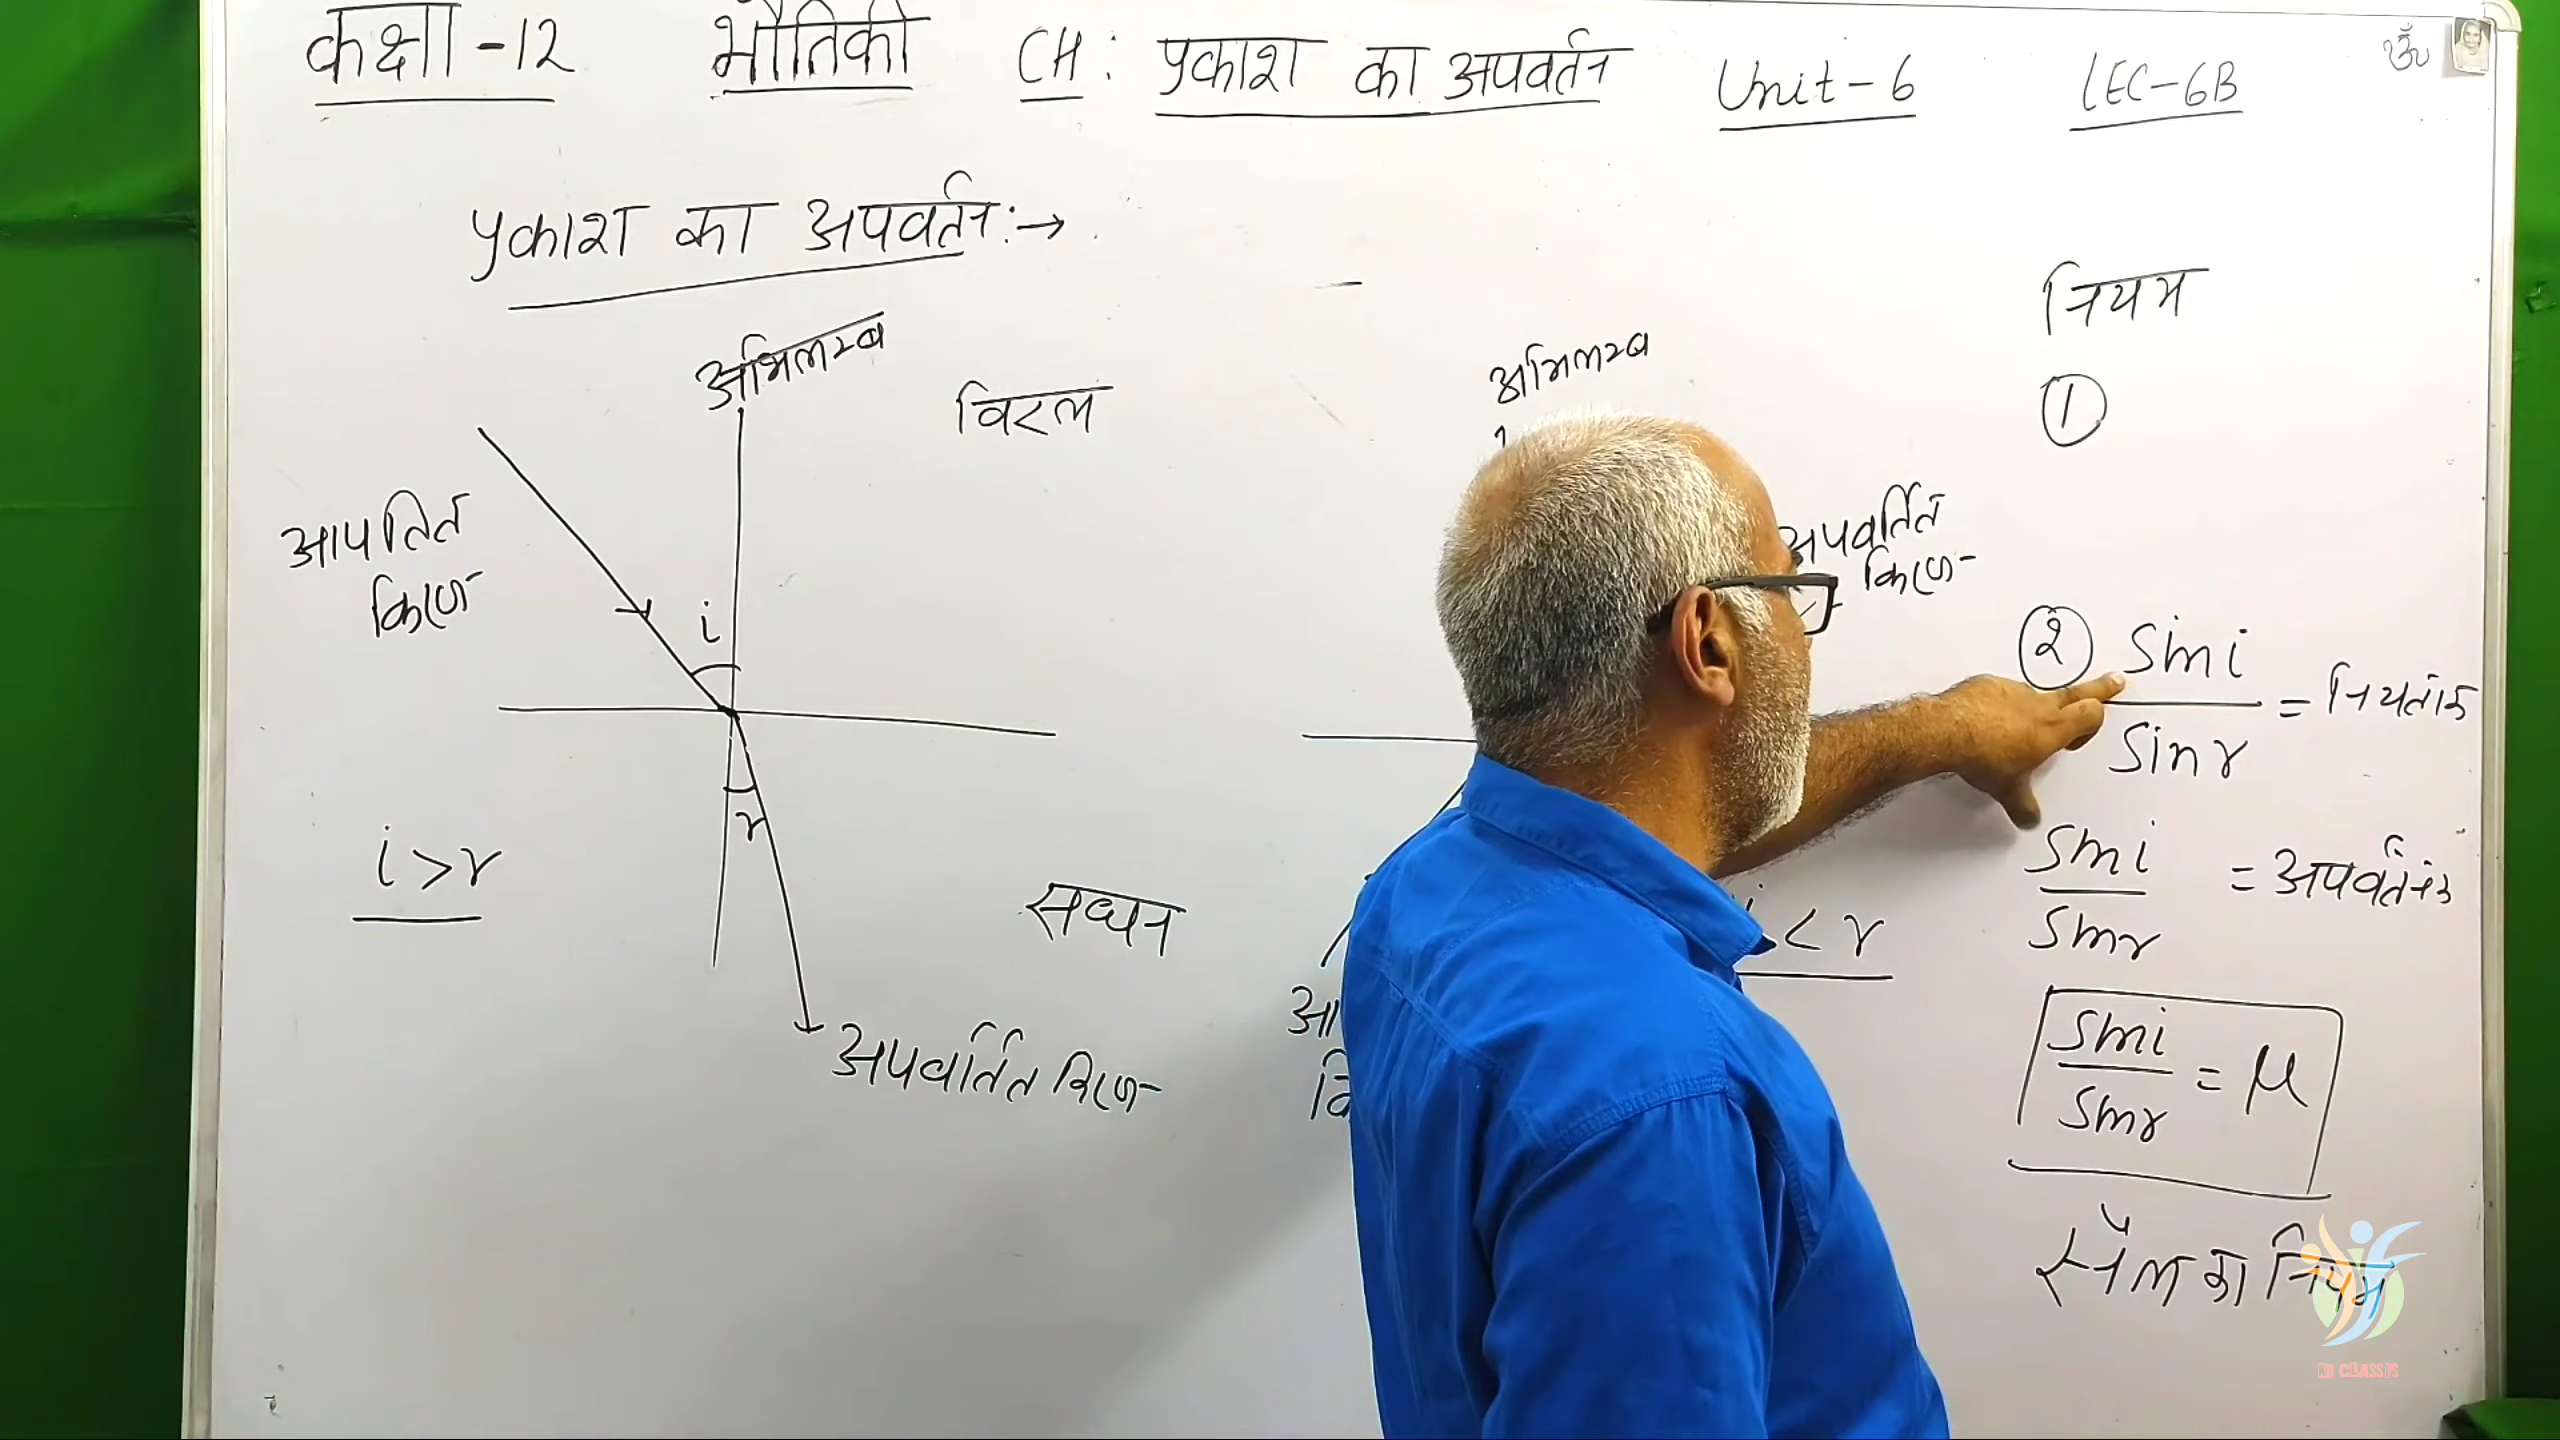 कक्षा -12 भौतिकी CH: प्रकाश का अपवर्तन Unit-6 LEC-6B
ॐ
प्रकाश का अपवर्तन:→
अभिलम्ब
विरल
आपतित
किरण
i
r
i>r
सघन
अपवर्तित किरण
अभिलम्ब
अपवर्तित
किरण
i<r
नियम
①
② Sin i
Sin r
= नियतांक
Sin i
Sin r
= अपवर्तनांक
Sin i
Sin r
= μ
स्नैल का नियम